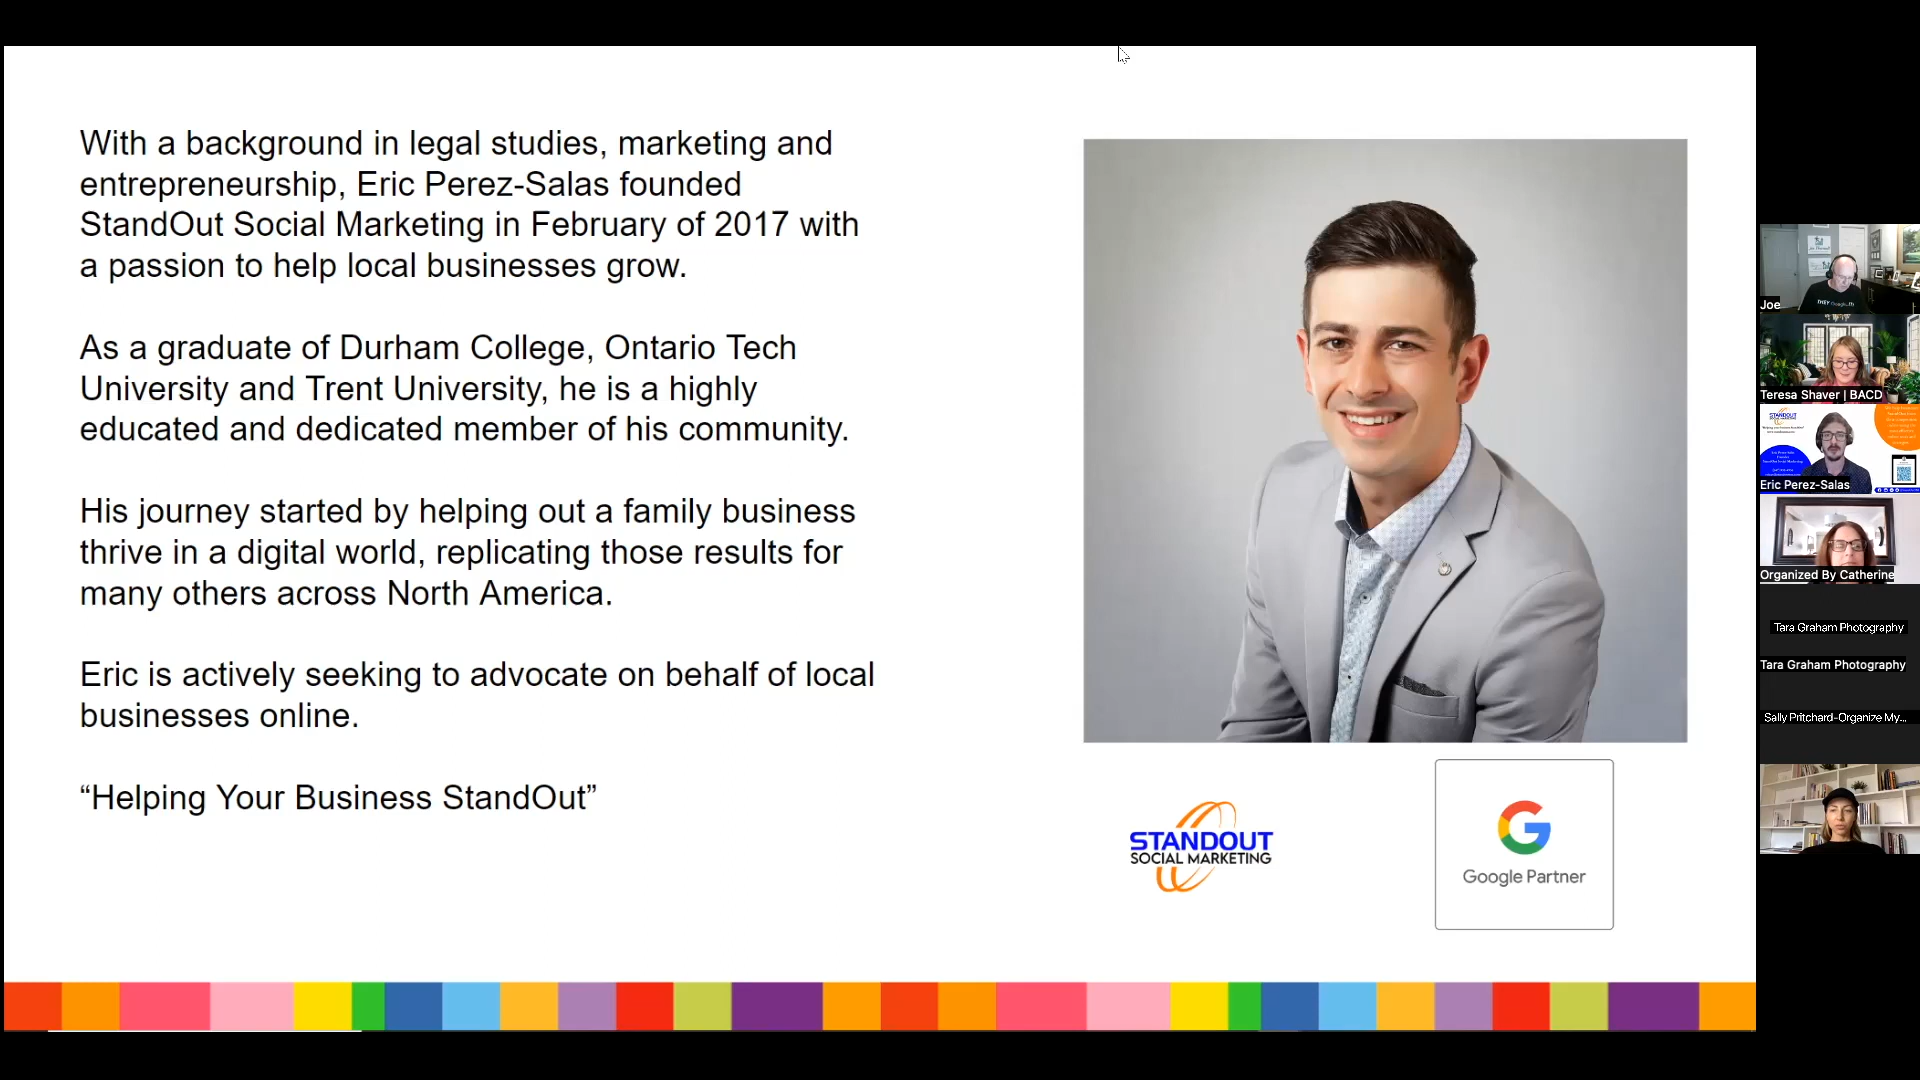 With a background in legal studies, marketing and
entrepreneurship, Eric Perez-Salas founded
StandOut Social Marketing in February of 2017 with
a passion to help local businesses grow.
As a graduate of Durham College, Ontario Tech
University and Trent University, he is a highly
educated and dedicated member of his community.
His journey started by helping out a family business
thrive in a digital world, replicating those results for
many others across North America.
Eric is actively seeking to advocate on behalf of local
businesses online.
“Helping Your Business StandOut”
STANDOUT
SOCIAL MARKETING
Google Partner
Joe
Teresa Shaver | BACD
STANDOUT
Eric Perez-Salas
Organized By Catherine
Tara Graham Photography
Tara Graham Photography
Sally Pritchard-Organize My...